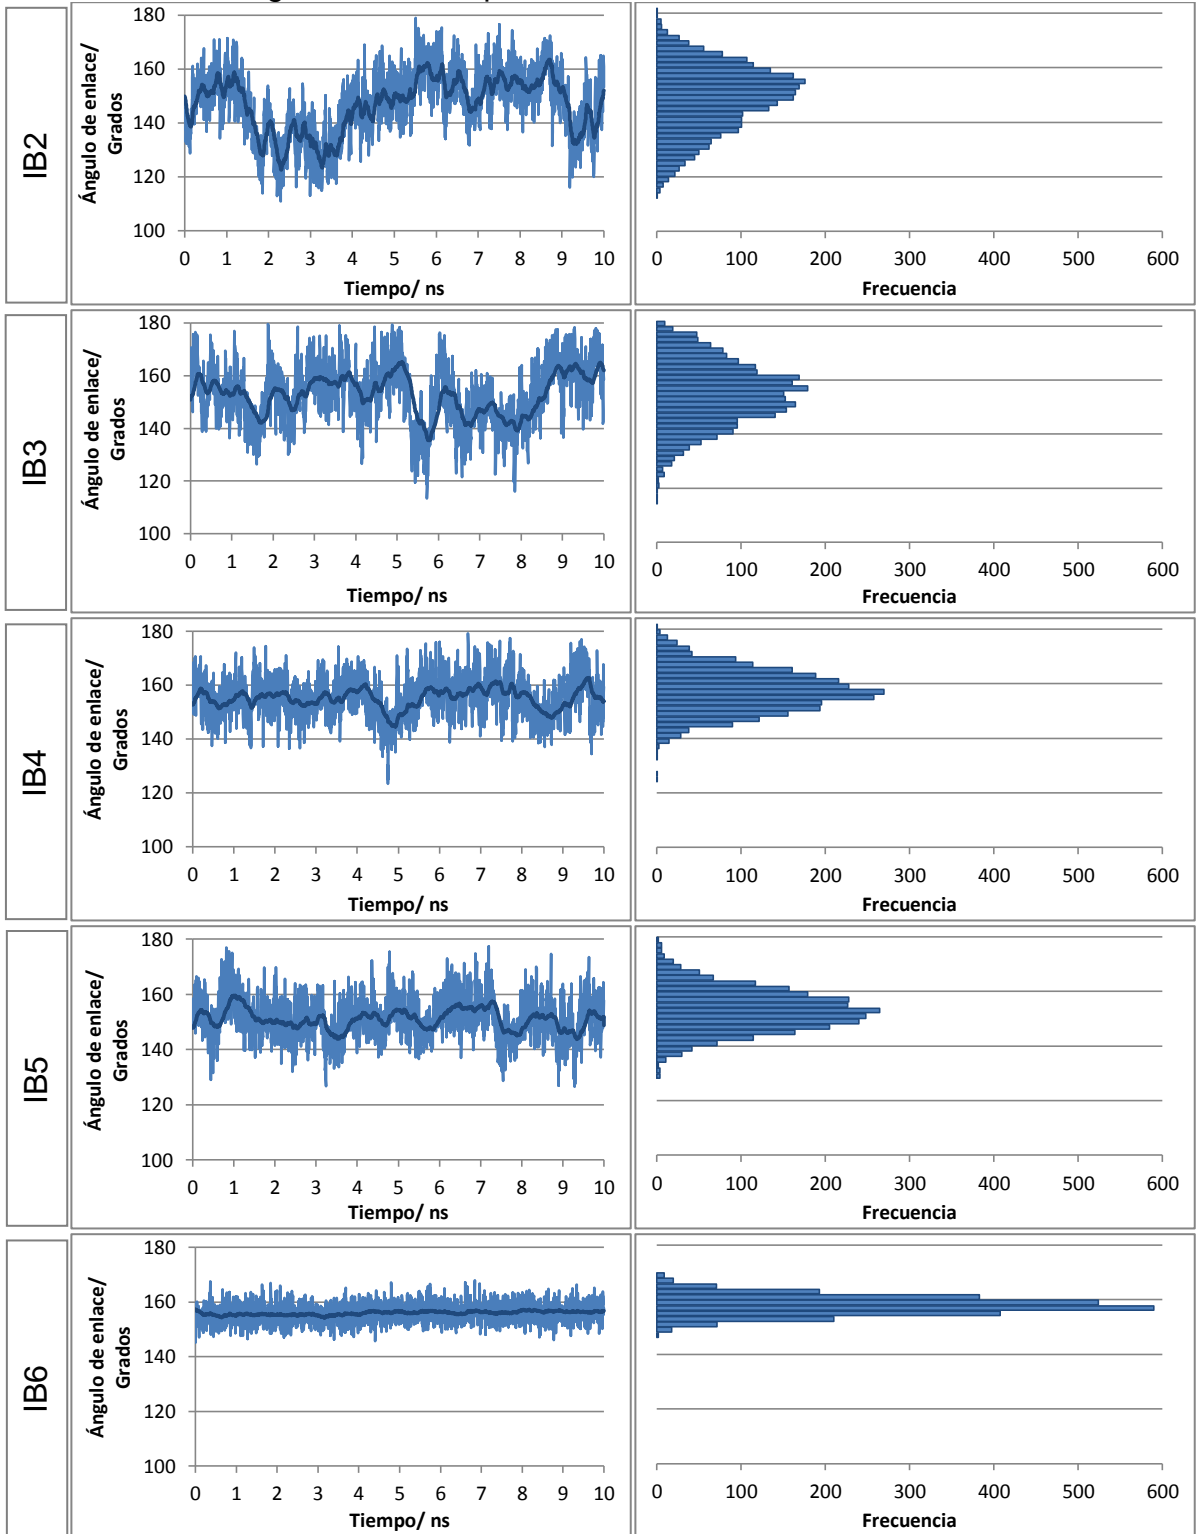 IB2
Ángulo de enlace/
Grados
180
160
140
120
100
0 1 2 3 4 5 6 7 8 9 10
Tiempo/ ns
0 100 200 300 400 500 600
Frecuencia
IB3
Ángulo de enlace/
Grados
180
160
140
120
100
0 1 2 3 4 5 6 7 8 9 10
Tiempo/ ns
0 100 200 300 400 500 600
Frecuencia
IB4
Ángulo de enlace/
Grados
180
160
140
120
100
0 1 2 3 4 5 6 7 8 9 10
Tiempo/ ns
0 100 200 300 400 500 600
Frecuencia
IB5
Ángulo de enlace/
Grados
180
160
140
120
100
0 1 2 3 4 5 6 7 8 9 10
Tiempo/ ns
0 100 200 300 400 500 600
Frecuencia
IB6
Ángulo de enlace/
Grados
180
160
140
120
100
0 1 2 3 4 5 6 7 8 9 10
Tiempo/ ns
0 100 200 300 400 500 600
Frecuencia